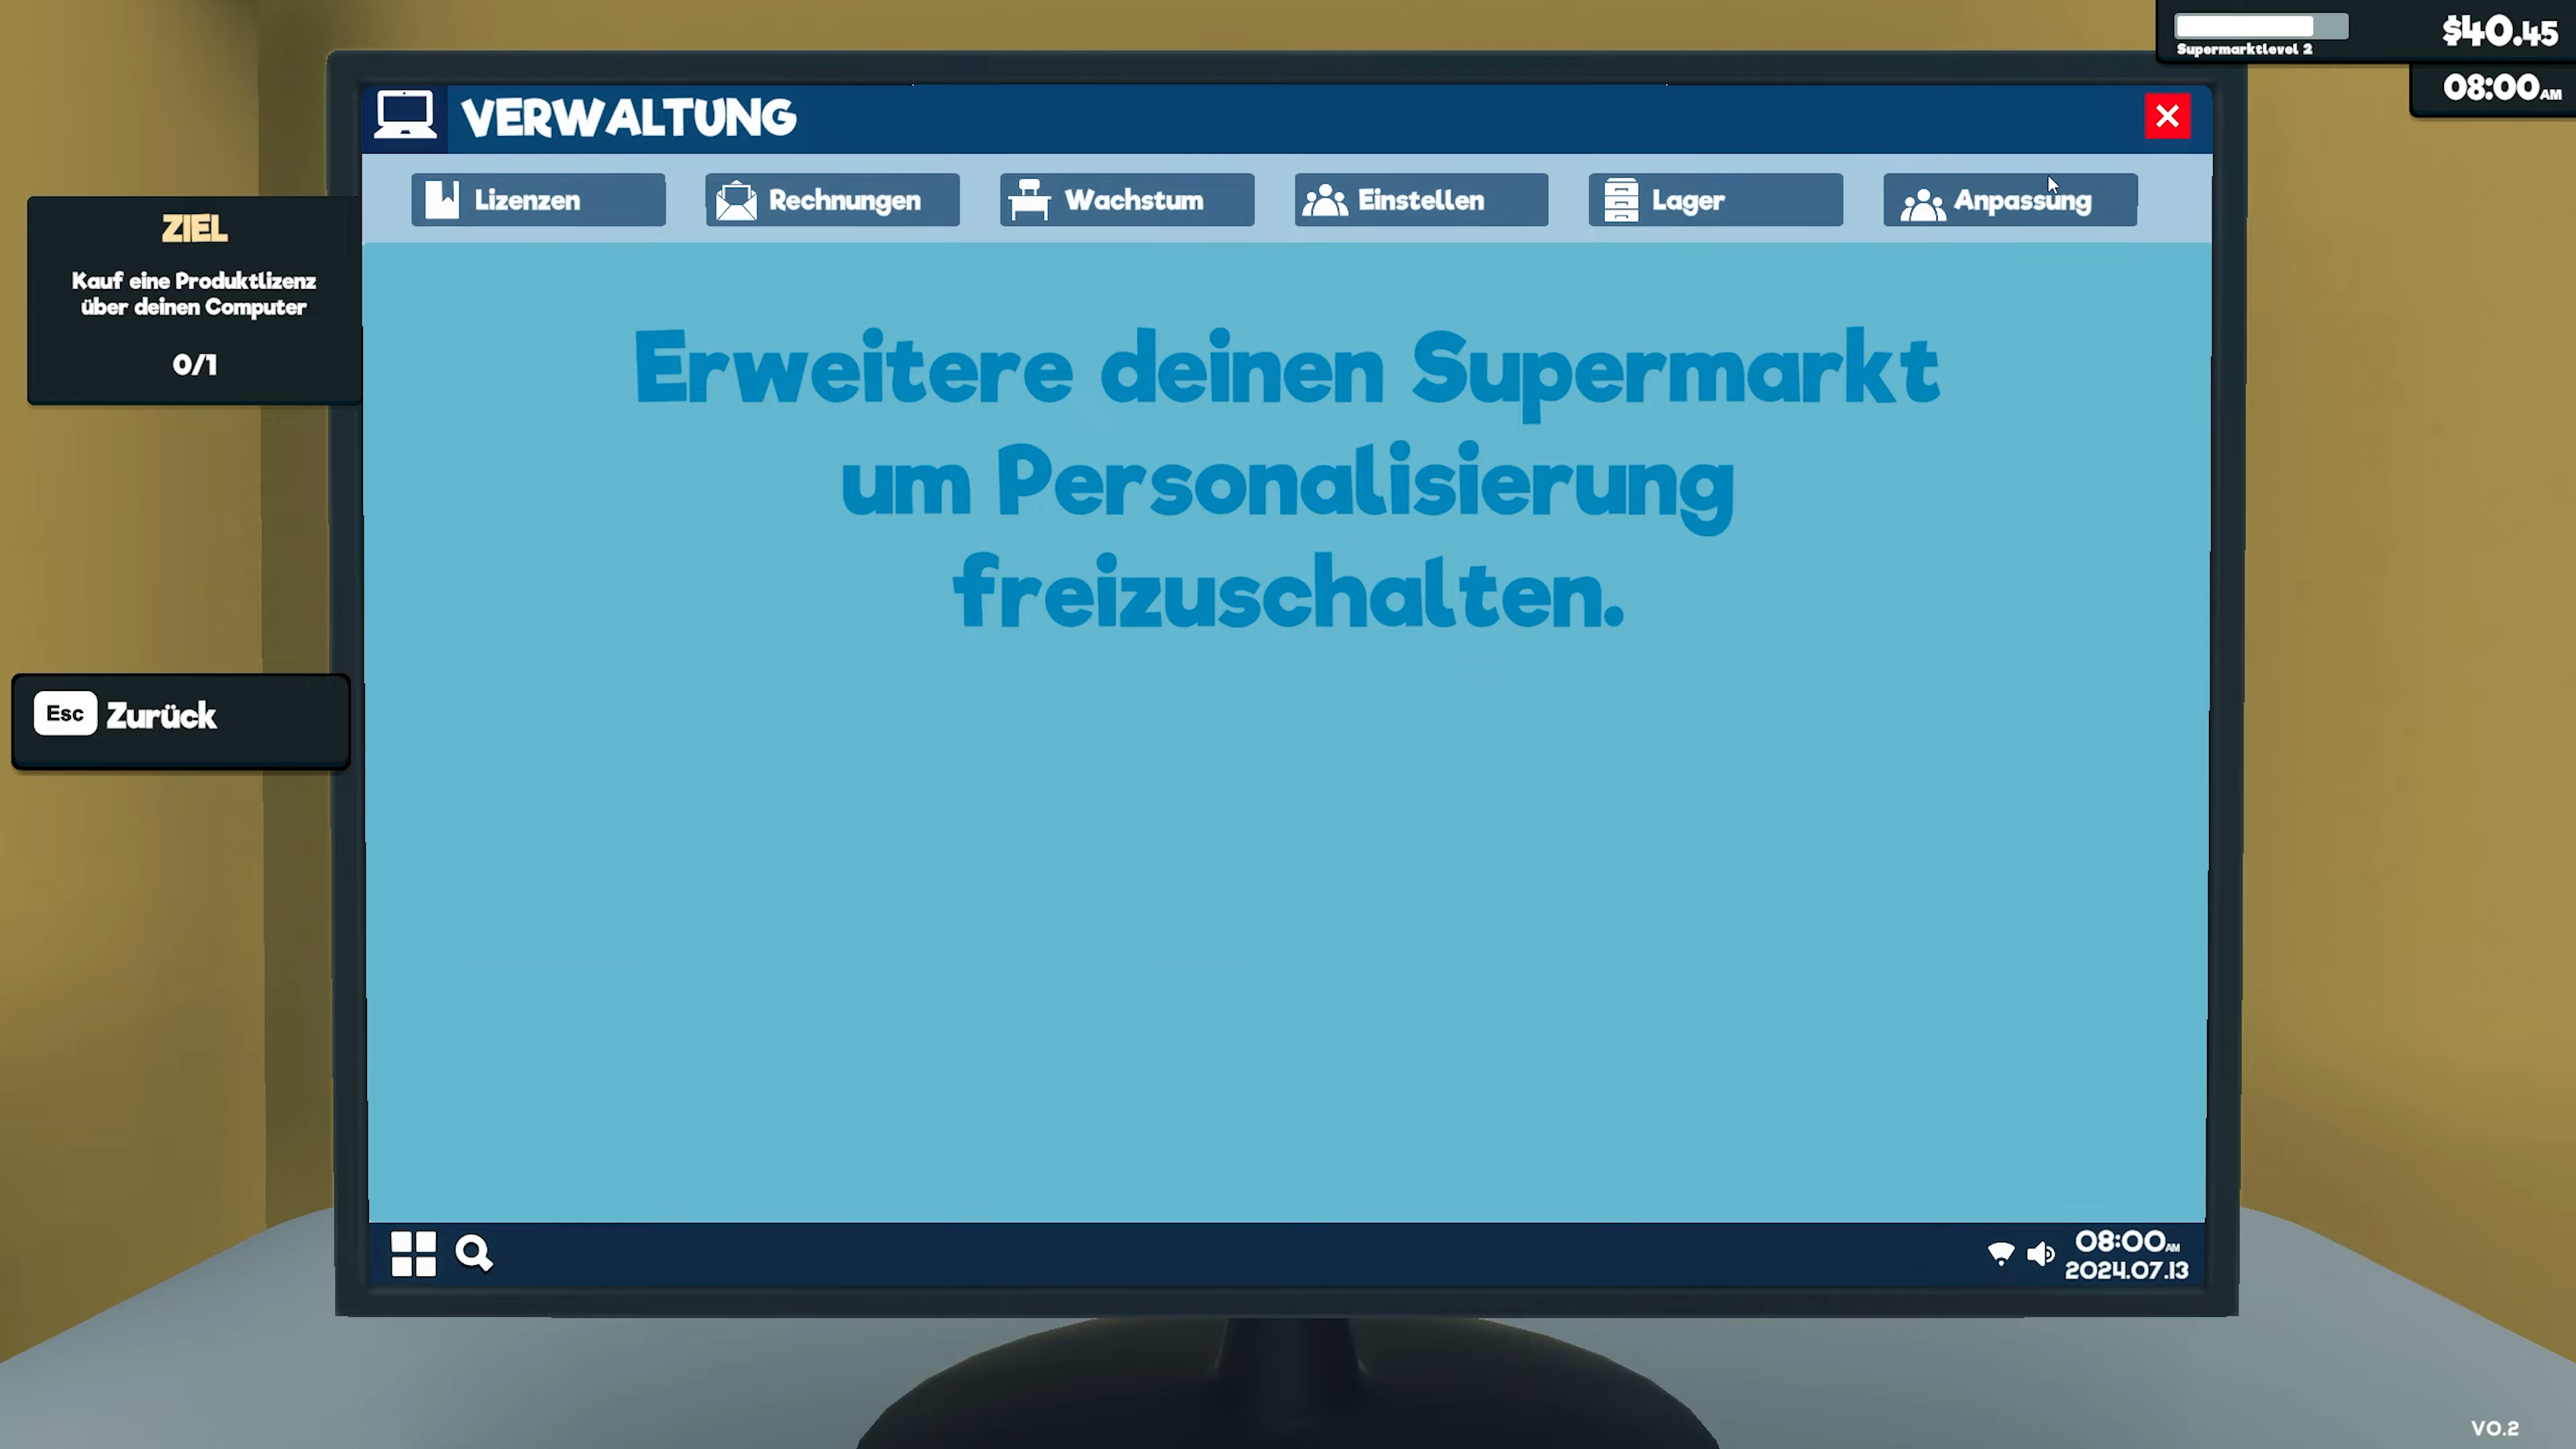 $40.45
Supermarktlevel 2
08:00AM
VERWALTUNG
Lizenzen
Rechnungen
Wachstum
Einstellen
Lager
Anpassung
ZIEL
Kauf eine Produktlizenz
über deinen Computer
0/1
Erweitere deinen Supermarkt
um Personalisierung
freizuschalten.
Esc Zurück
08:00AM
2024.07.13
V0.2